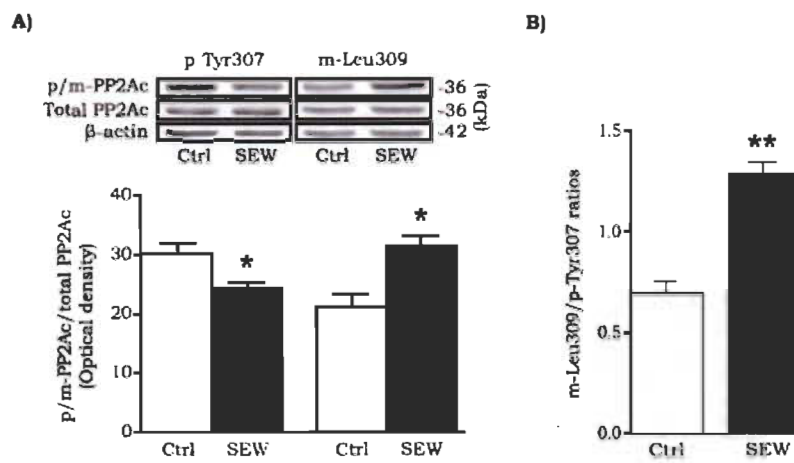 A)
p Tyr307 m-Leu309
p/m-PP2Ac -36
Total PP2Ac -36
β-actin -42
(kDa)
Ctrl SEW Ctrl SEW
p/m-PP2Ac/total PP2Ac
(Optical density)
40
30
20
10
0
* *
Ctrl SEW Ctrl SEW
B)
m-Leu309/p-Tyr307 ratios
1.5
1.0
0.5
0.0
**
Ctrl SEW